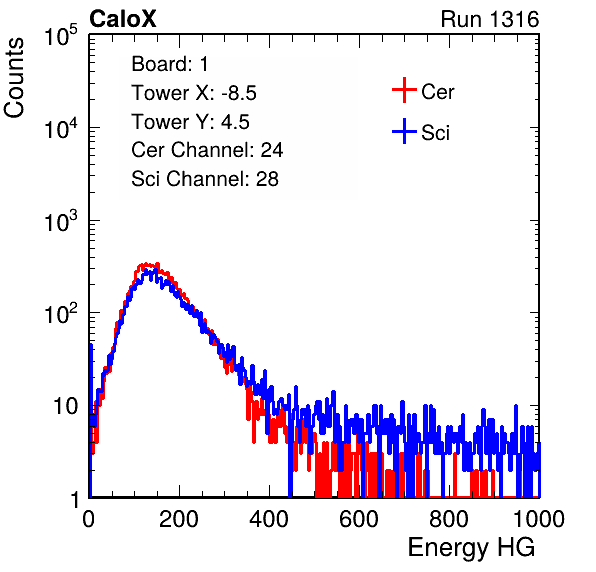 CaloX Run 1316
Counts
10^5
10^4
10^3
10^2
10
1
Board: 1
Tower X: -8.5
Tower Y: 4.5
Cer Channel: 24
Sci Channel: 28
Cer
Sci
0 200 400 600 800 1000
Energy HG